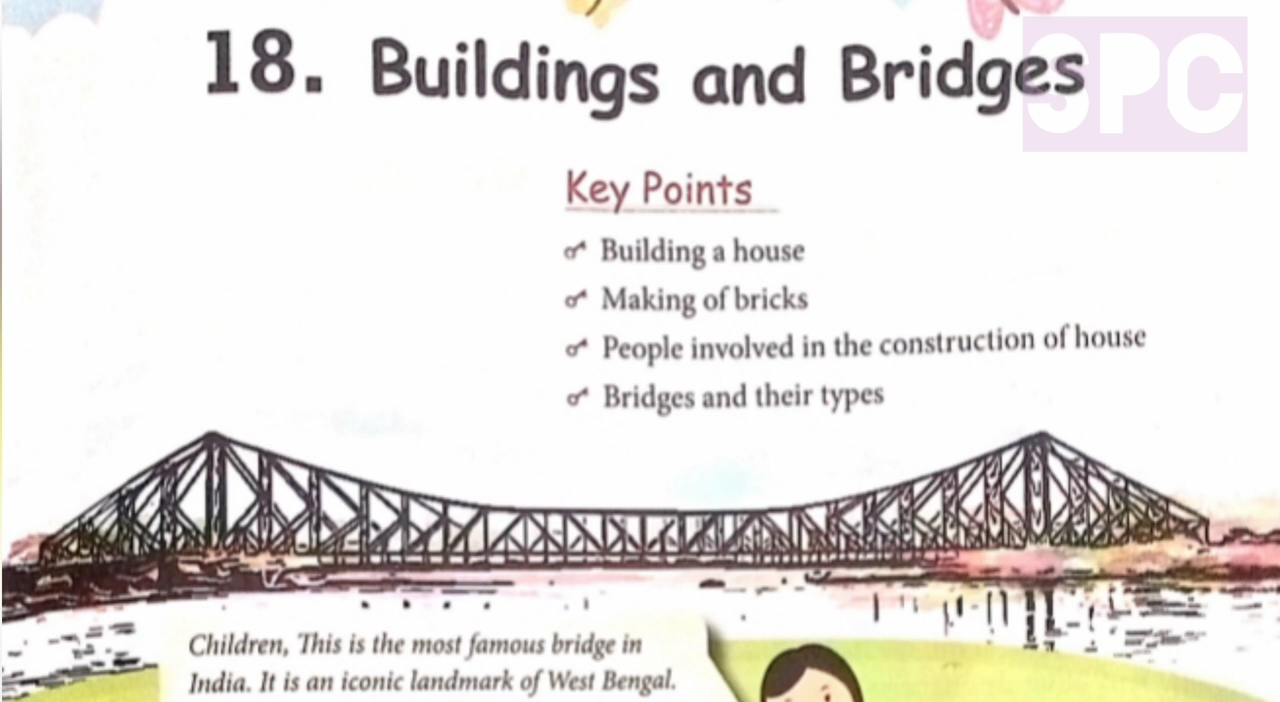 18. Buildings and Bridges
SPC
Key Points
Building a house
Making of bricks
People involved in the construction of house
Bridges and their types
Children, This is the most famous bridge in
India. It is an iconic landmark of West Bengal.